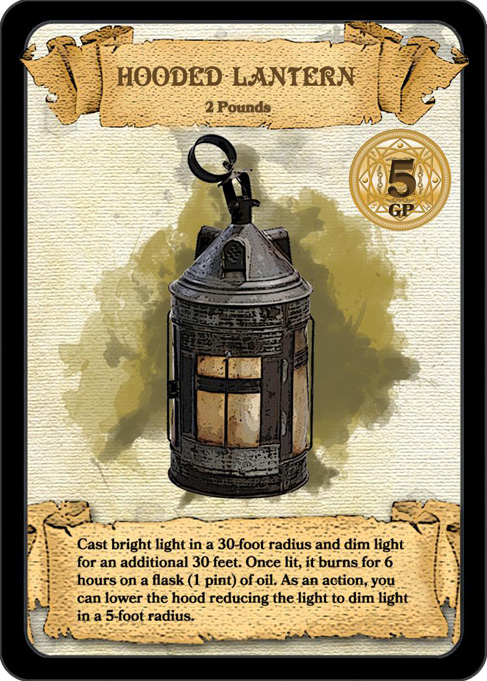 HOODED LANTERN
2 Pounds
5
GP
Cast bright light in a 30-foot radius and dim light
for an additional 30 feet. Once lit, it burns for 6
hours on a flask (1 pint) of oil. As an action, you
can lower the hood reducing the light to dim light
in a 5-foot radius.